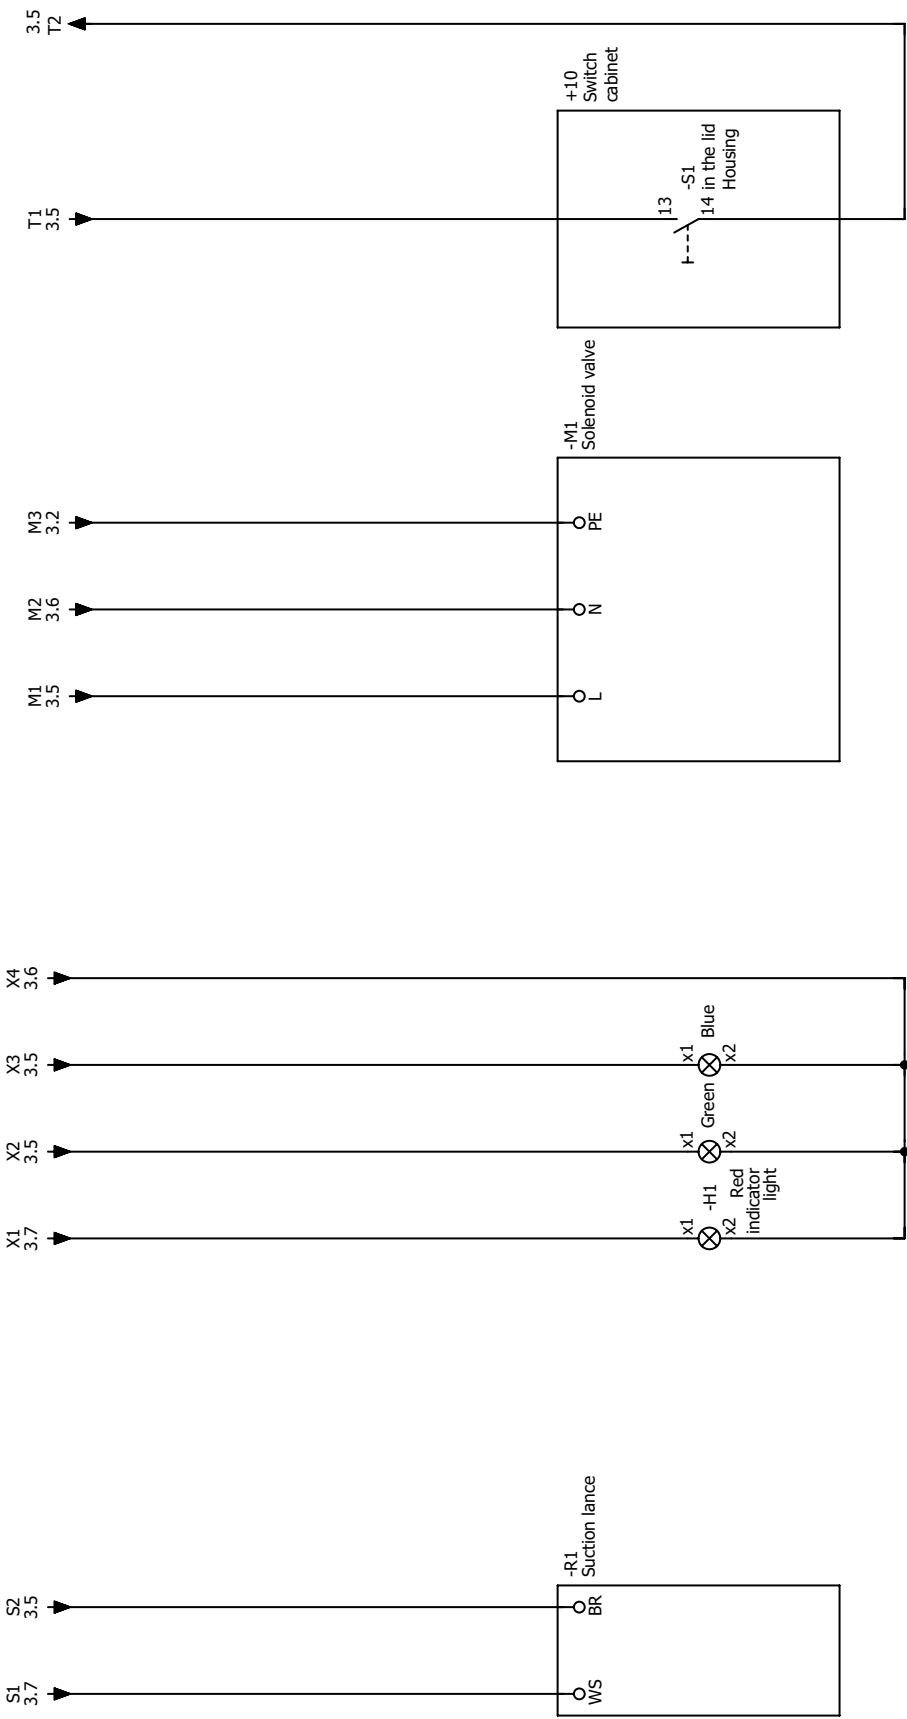 S1
3.7
S2
3.5
-R1
Suction lance
WS
BR
X1
3.7
X2
3.5
X3
3.5
X4
3.6
x1
-H1
x2
Red
indicator
light
x1
Green
x2
x1
Blue
x2
M1
3.5
M2
3.6
M3
3.2
-M1
Solenoid valve
L
N
PE
T1
3.5
3.5
T2
+10
Switch
cabinet
13
-S1
14 in the lid
Housing